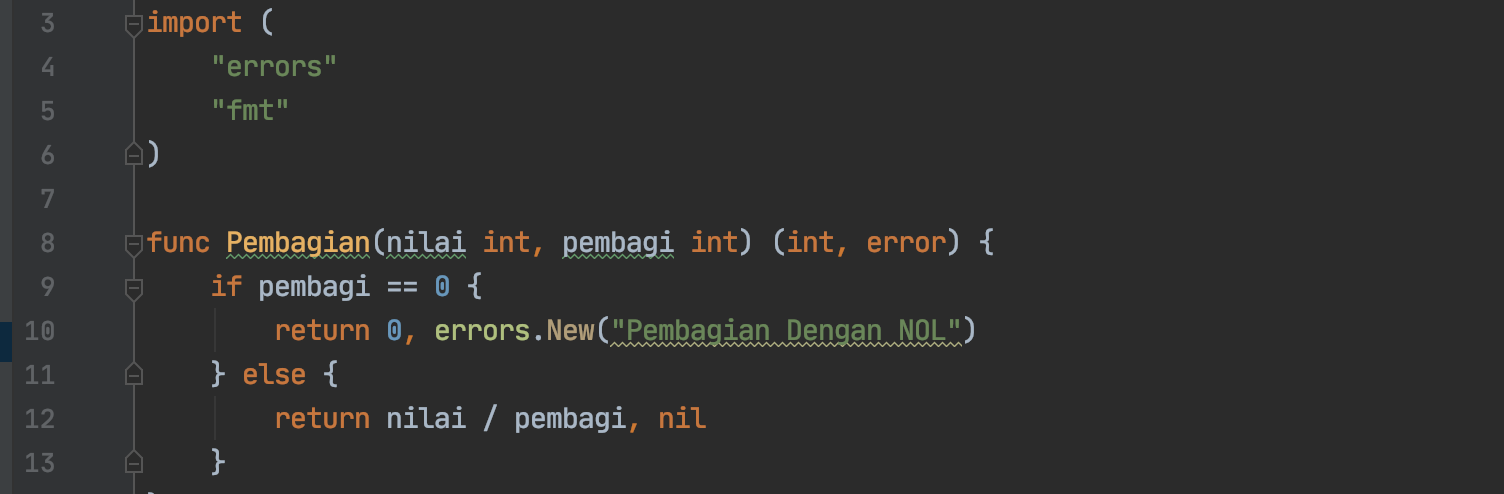 3 import (
4 "errors"
5 "fmt"
6 )
7
8 func Pembagian(nilai int, pembagi int) (int, error) {
9 if pembagi == 0 {
10 return 0, errors.New("Pembagian Dengan NOL")
11 } else {
12 return nilai / pembagi, nil
13 }